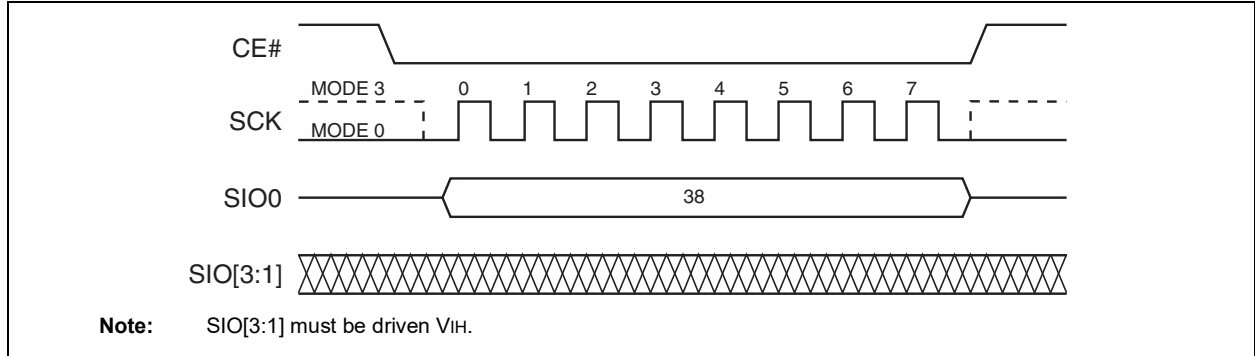 CE#
MODE 3
0 1 2 3 4 5 6 7
SCK
MODE 0
SIO0
38
SIO[3:1]
Note: SIO[3:1] must be driven VIH.